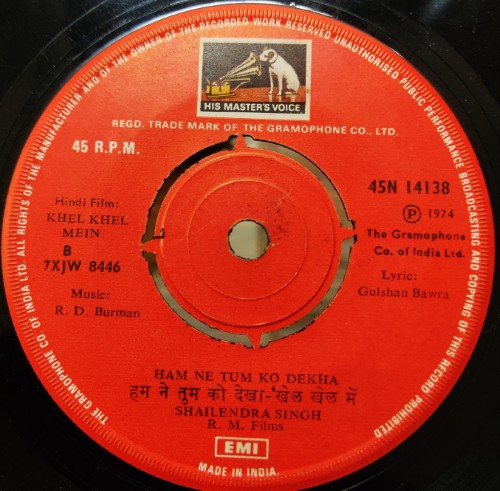 ALL RIGHTS OF THE MANUFACTURER AND OF THE OWNER OF THE RECORDED WORK RESERVED UNAUTHORISED PUBLIC PERFORMANCE BROADCASTING AND COPYING OF THIS RECORD PROHIBITED
HIS MASTER'S VOICE
REGD. TRADE MARK OF THE GRAMOPHONE CO., LTD.
45 R.P.M.
45N 14138
Ⓟ 1974
Hindi Film:
KHEL KHEL
MEIN
B
7XJW 8446
The Gramophone
Co. of India Ltd.
Music:
R. D. Burman
Lyric:
Gulshan Bawra
HAM NE TUM KO DEKHA
हम ने तुम को देखा-'खेल खेल में
SHAILENDRA SINGH
R. M. Films
EMI
MADE IN INDIA.
THE GRAMOPHONE CO. OF INDIA LTD.